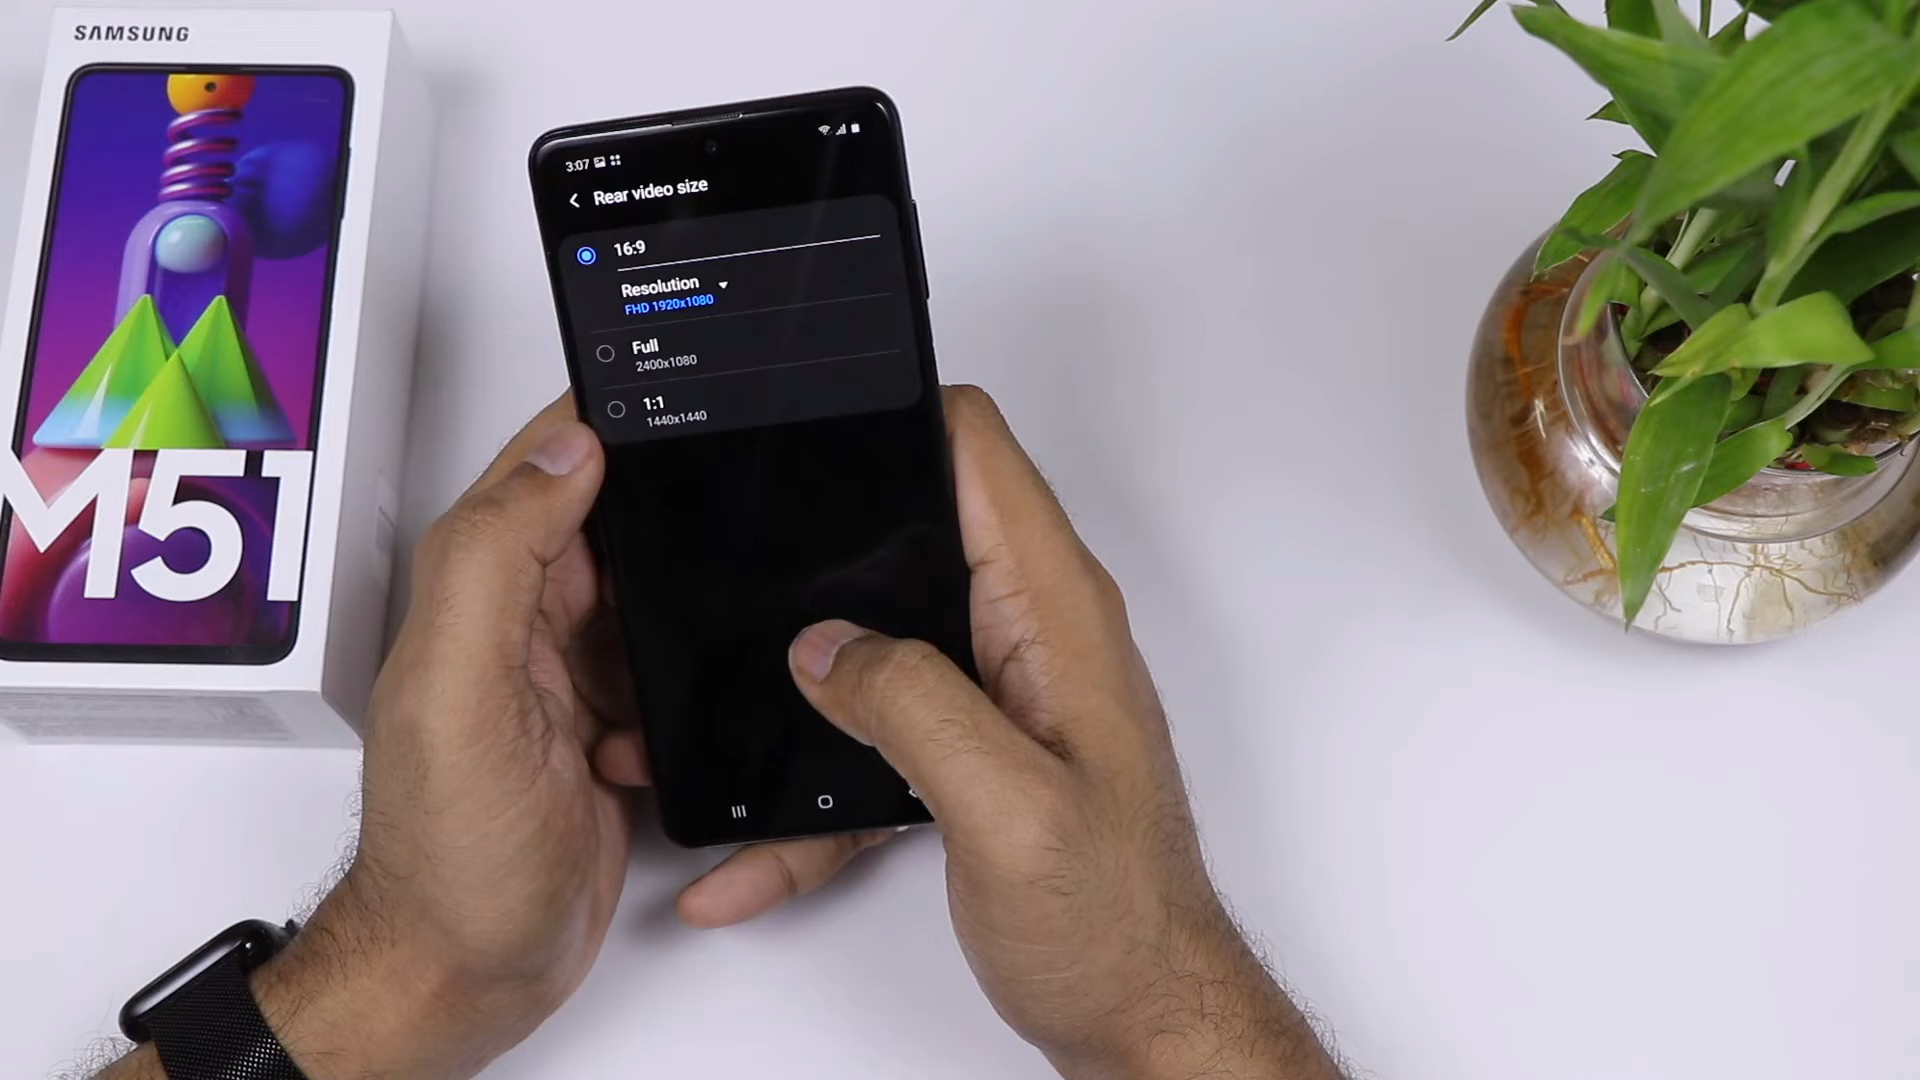 SAMSUNG
M51
3:07
Rear video size
16:9
Resolution
FHD 1920x1080
Full
2400x1080
1:1
1440x1440